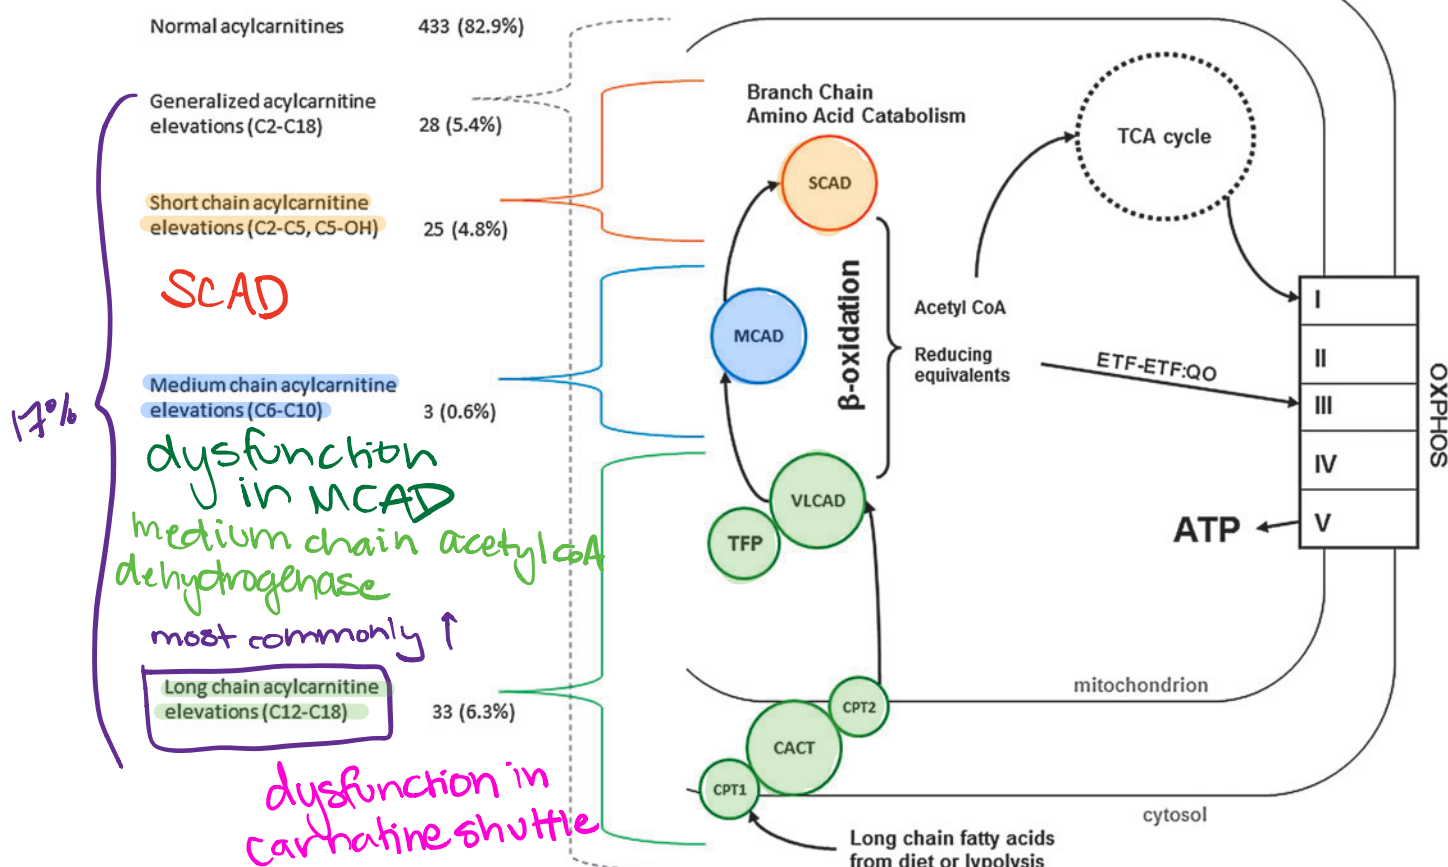 Normal acylcarnitines 433 (82.9%)
Generalized acylcarnitine
elevations (C2-C18) 28 (5.4%)
Short chain acylcarnitine
elevations (C2-C5, C5-OH) 25 (4.8%)
SCAD
17%
Medium chain acylcarnitine
elevations (C6-C10) 3 (0.6%)
dysfunction
in MCAD
medium chain acetyl coA
dehydrogenase
most commonly ↑
Long chain acylcarnitine
elevations (C12-C18) 33 (6.3%)
dysfunction in
carnatine shuttle
Branch Chain
Amino Acid Catabolism
SCAD
MCAD
VLCAD
TFP
β-oxidation
Acetyl CoA
Reducing
equivalents
TCA cycle
ETF-ETF:QO
I
II
III
IV
V
OXPHOS
ATP
mitochondrion
CPT2
CACT
CPT1
cytosol
Long chain fatty acids
from diet or lypolysis